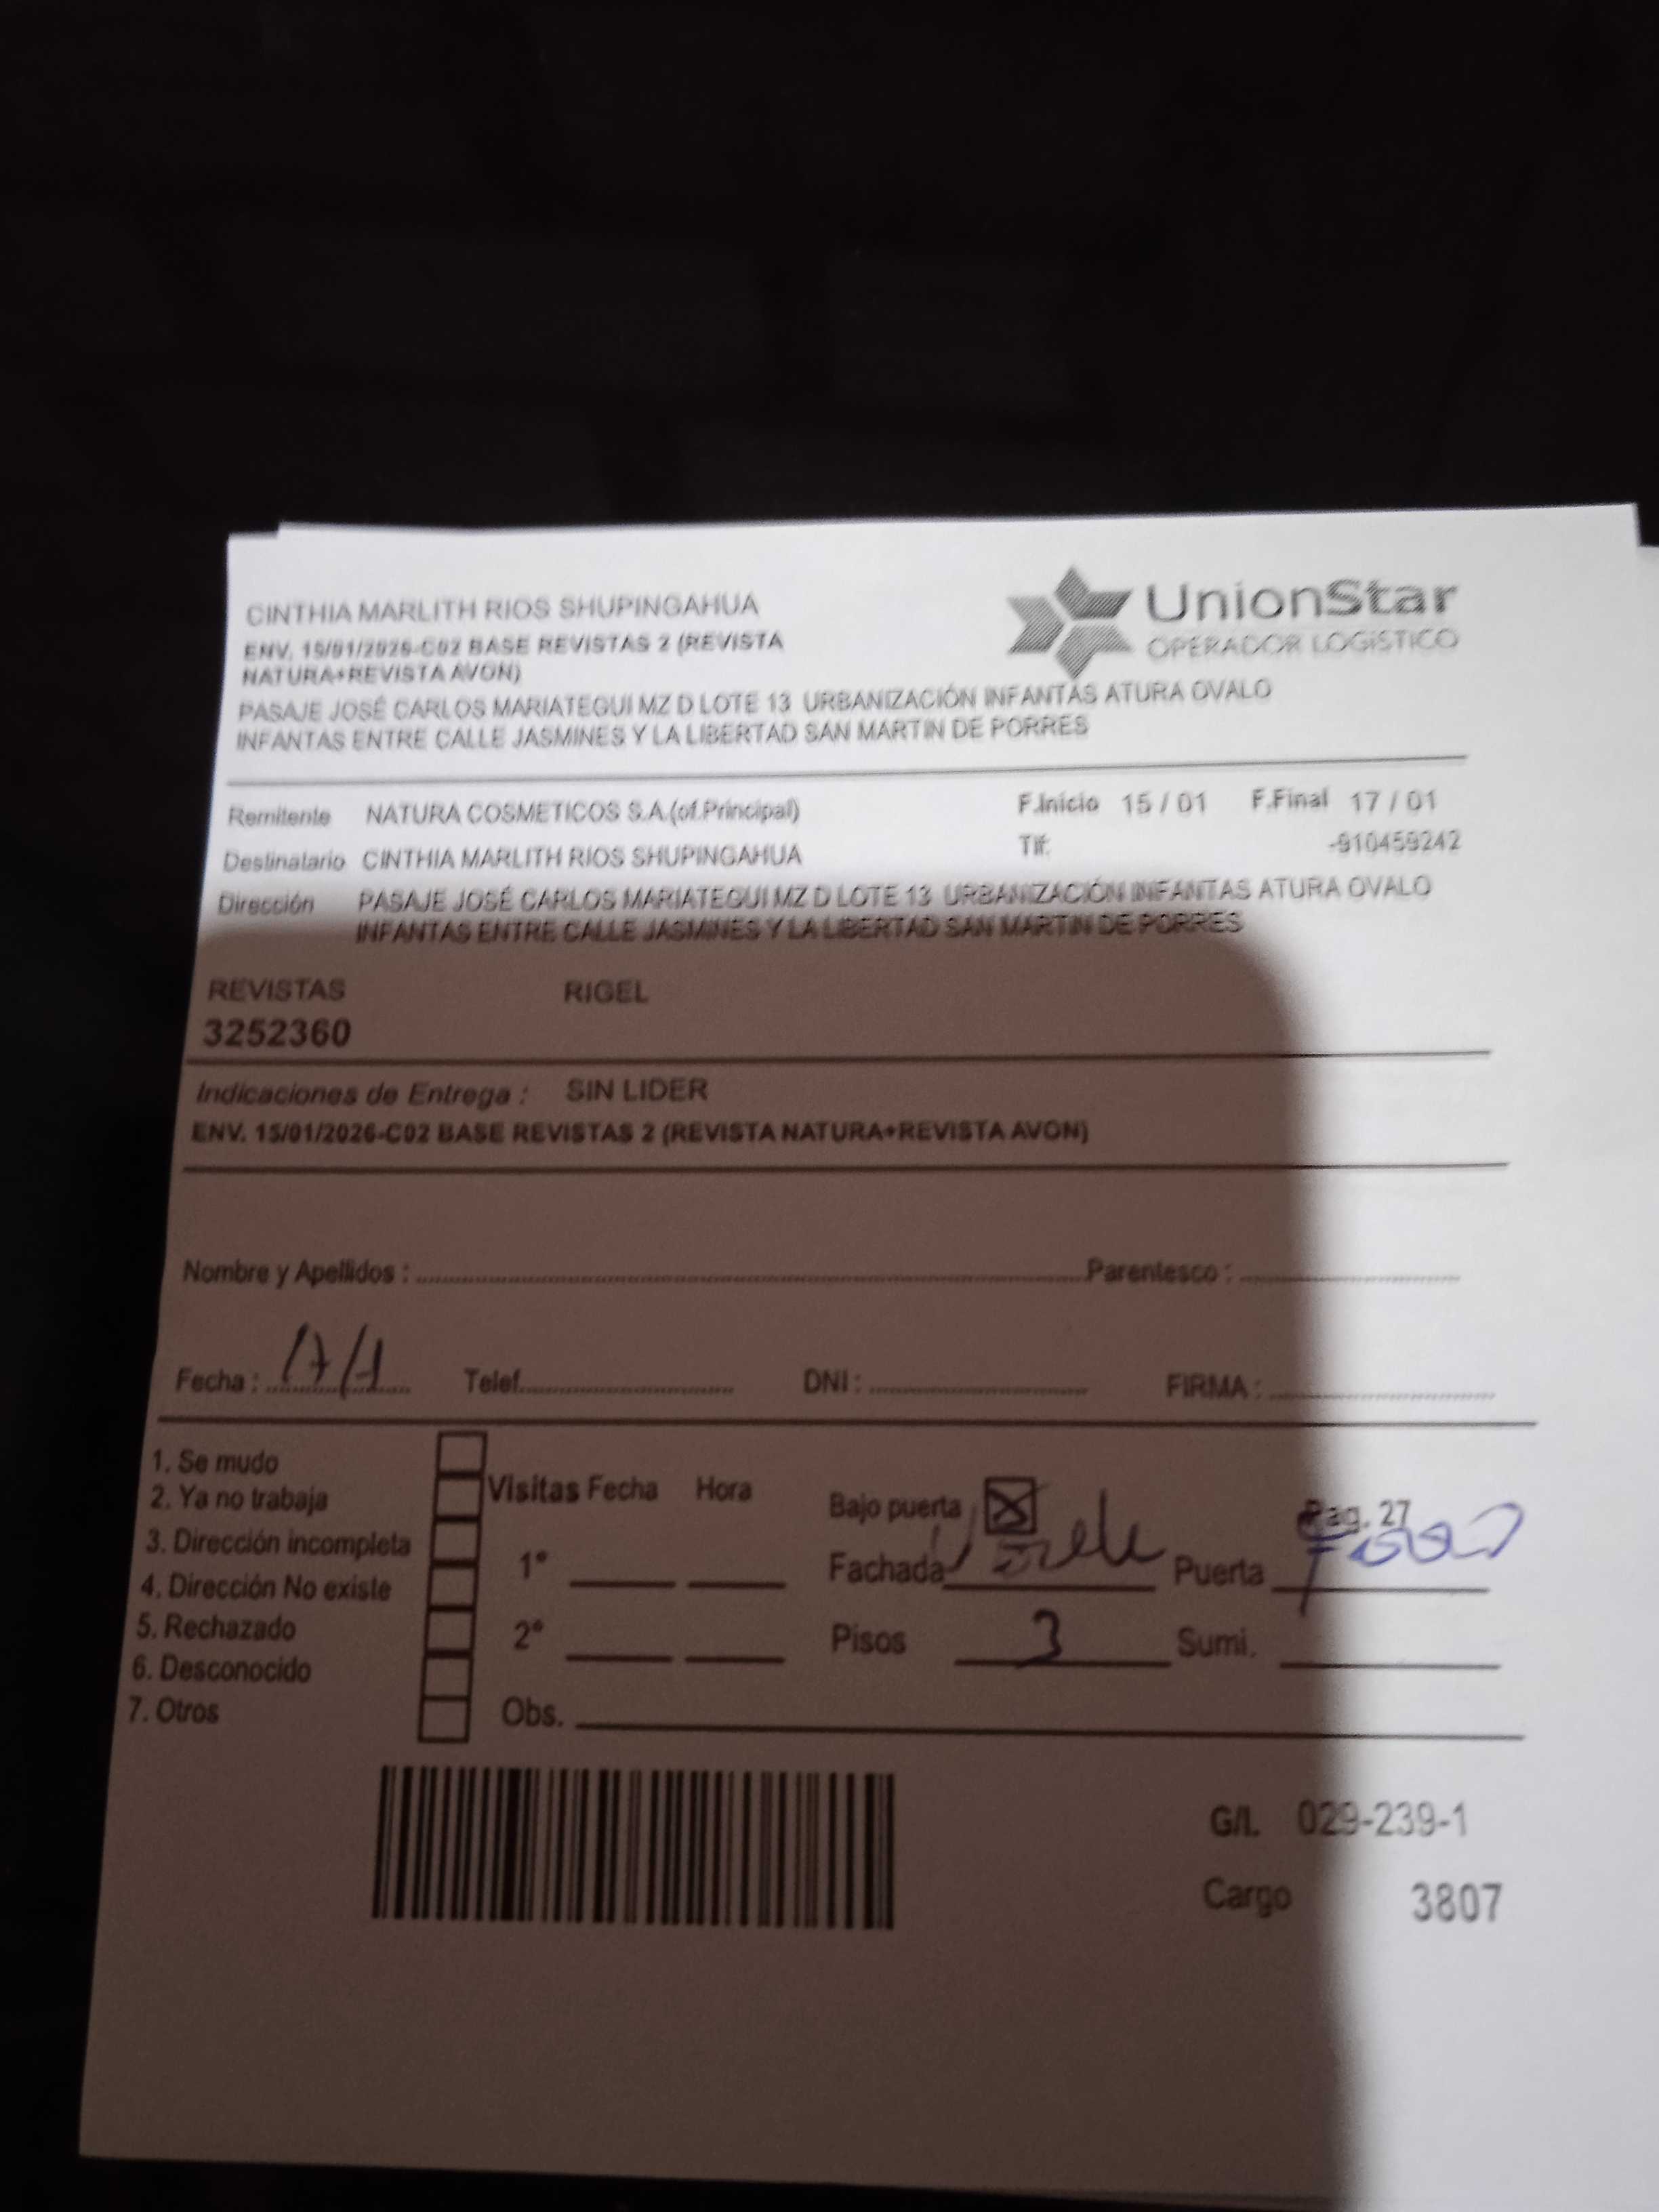 CINTHIA MARLITH RIOS SHUPINGAHUA
ENV. 15/01/2026-C02 BASE REVISTAS 2 (REVISTA
NATURA+REVISTA AVON)
UnionStar
OPERADOR LOGÍSTICO
PASAJE JOSÉ CARLOS MARIATEGUI MZ D LOTE 13 URBANIZACIÓN INFANTAS ATURA OVALO
INFANTAS ENTRE CALLE JASMINES Y LA LIBERTAD SAN MARTIN DE PORRES
Remitente NATURA COSMETICOS S.A.(of.Principal) F.Inicio 15 / 01 F.Final 17 / 01
Destinatario CINTHIA MARLITH RIOS SHUPINGAHUA Tlf: -910459242
Dirección PASAJE JOSÉ CARLOS MARIATEGUI MZ D LOTE 13 URBANIZACIÓN INFANTAS ATURA OVALO
INFANTAS ENTRE CALLE JASMINES Y LA LIBERTAD SAN MARTIN DE PORRES
REVISTAS RIGEL
3252360
Indicaciones de Entrega : SIN LIDER
ENV. 15/01/2026-C02 BASE REVISTAS 2 (REVISTA NATURA+REVISTA AVON)
Nombre y Apellidos : Parentesco :
Fecha : 17/1 Telef. DNI : FIRMA :
1. Se mudo
2. Ya no trabaja
3. Dirección incompleta
4. Dirección No existe
5. Rechazado
6. Desconocido
7. Otros
Visitas Fecha Hora
1°
2°
Obs.
Bajo puerta X Pag. 27
Fachada Puerta
Pisos 3 Sumi.
G/L 029-239-1
Cargo 3807